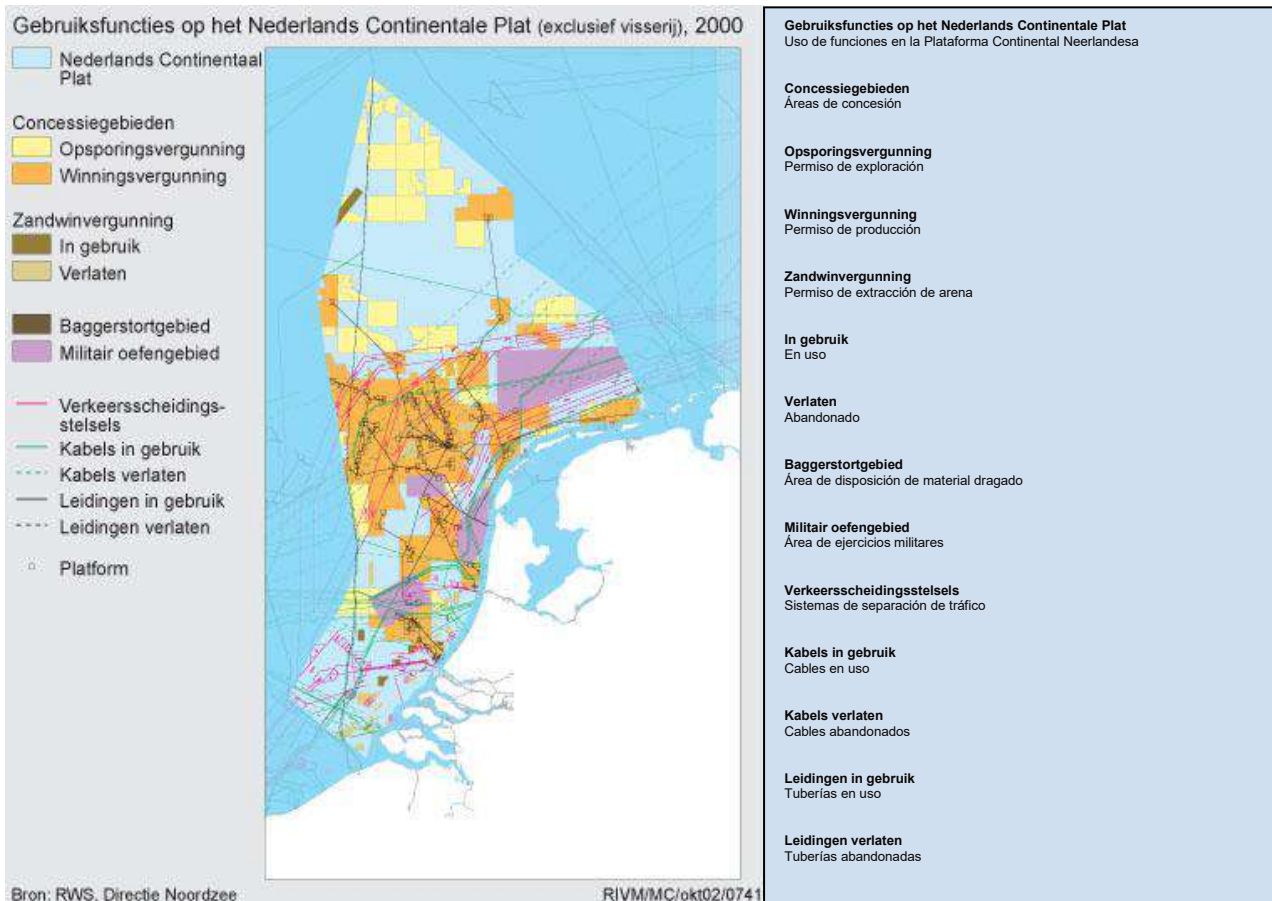 Gebruiksfuncties op het Nederlands Continentale Plat (exclusief visserij), 2000
Nederlands Continentaal
Plat
Concessiegebieden
Opsporingsvergunning
Winningsvergunning
Zandwinvergunning
In gebruik
Verlaten
Baggerstortgebied
Militair oefengebied
Verkeersscheidings-
stelsels
Kabels in gebruik
Kabels verlaten
Leidingen in gebruik
Leidingen verlaten
Platform
Bron: RWS, Directie Noordzee
RIVM/MC/okt02/0741
Gebruiksfuncties op het Nederlands Continentale Plat
Uso de funciones en la Plataforma Continental Neerlandesa
Concessiegebieden
Áreas de concesión
Opsporingsvergunning
Permiso de exploración
Winningsvergunning
Permiso de producción
Zandwinvergunning
Permiso de extracción de arena
In gebruik
En uso
Verlaten
Abandonado
Baggerstortgebied
Área de disposición de material dragado
Militair oefengebied
Área de ejercicios militares
Verkeersscheidingsstelsels
Sistemas de separación de tráfico
Kabels in gebruik
Cables en uso
Kabels verlaten
Cables abandonados
Leidingen in gebruik
Tuberías en uso
Leidingen verlaten
Tuberías abandonadas